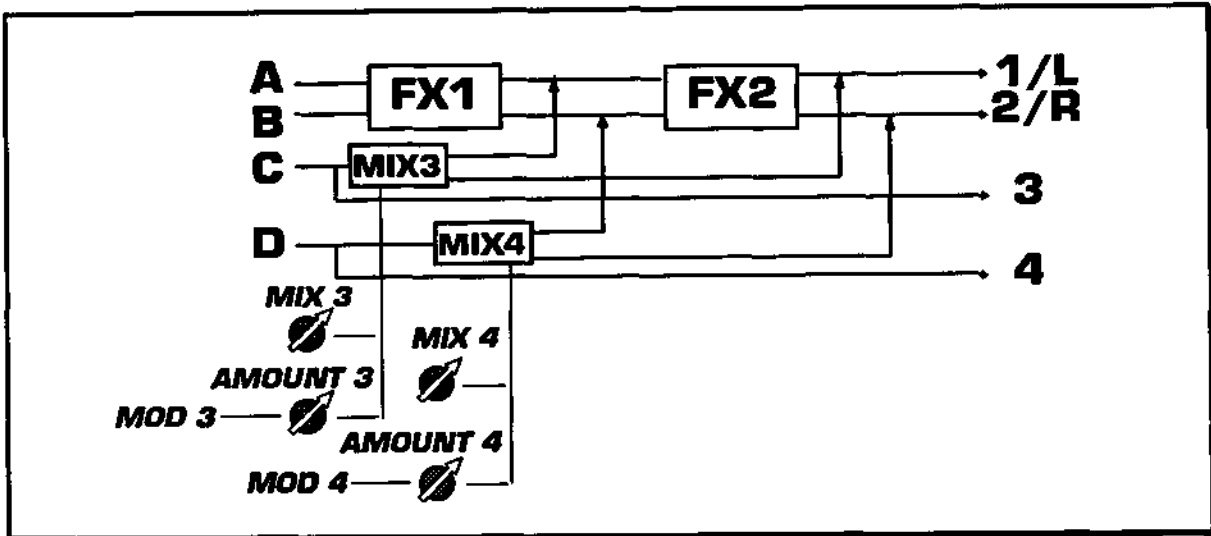 A FX1 FX2 1/L
B 2/R
C MIX3 3
D MIX4 4
MIX 3
MIX 4
AMOUNT 3
MOD 3
AMOUNT 4
MOD 4